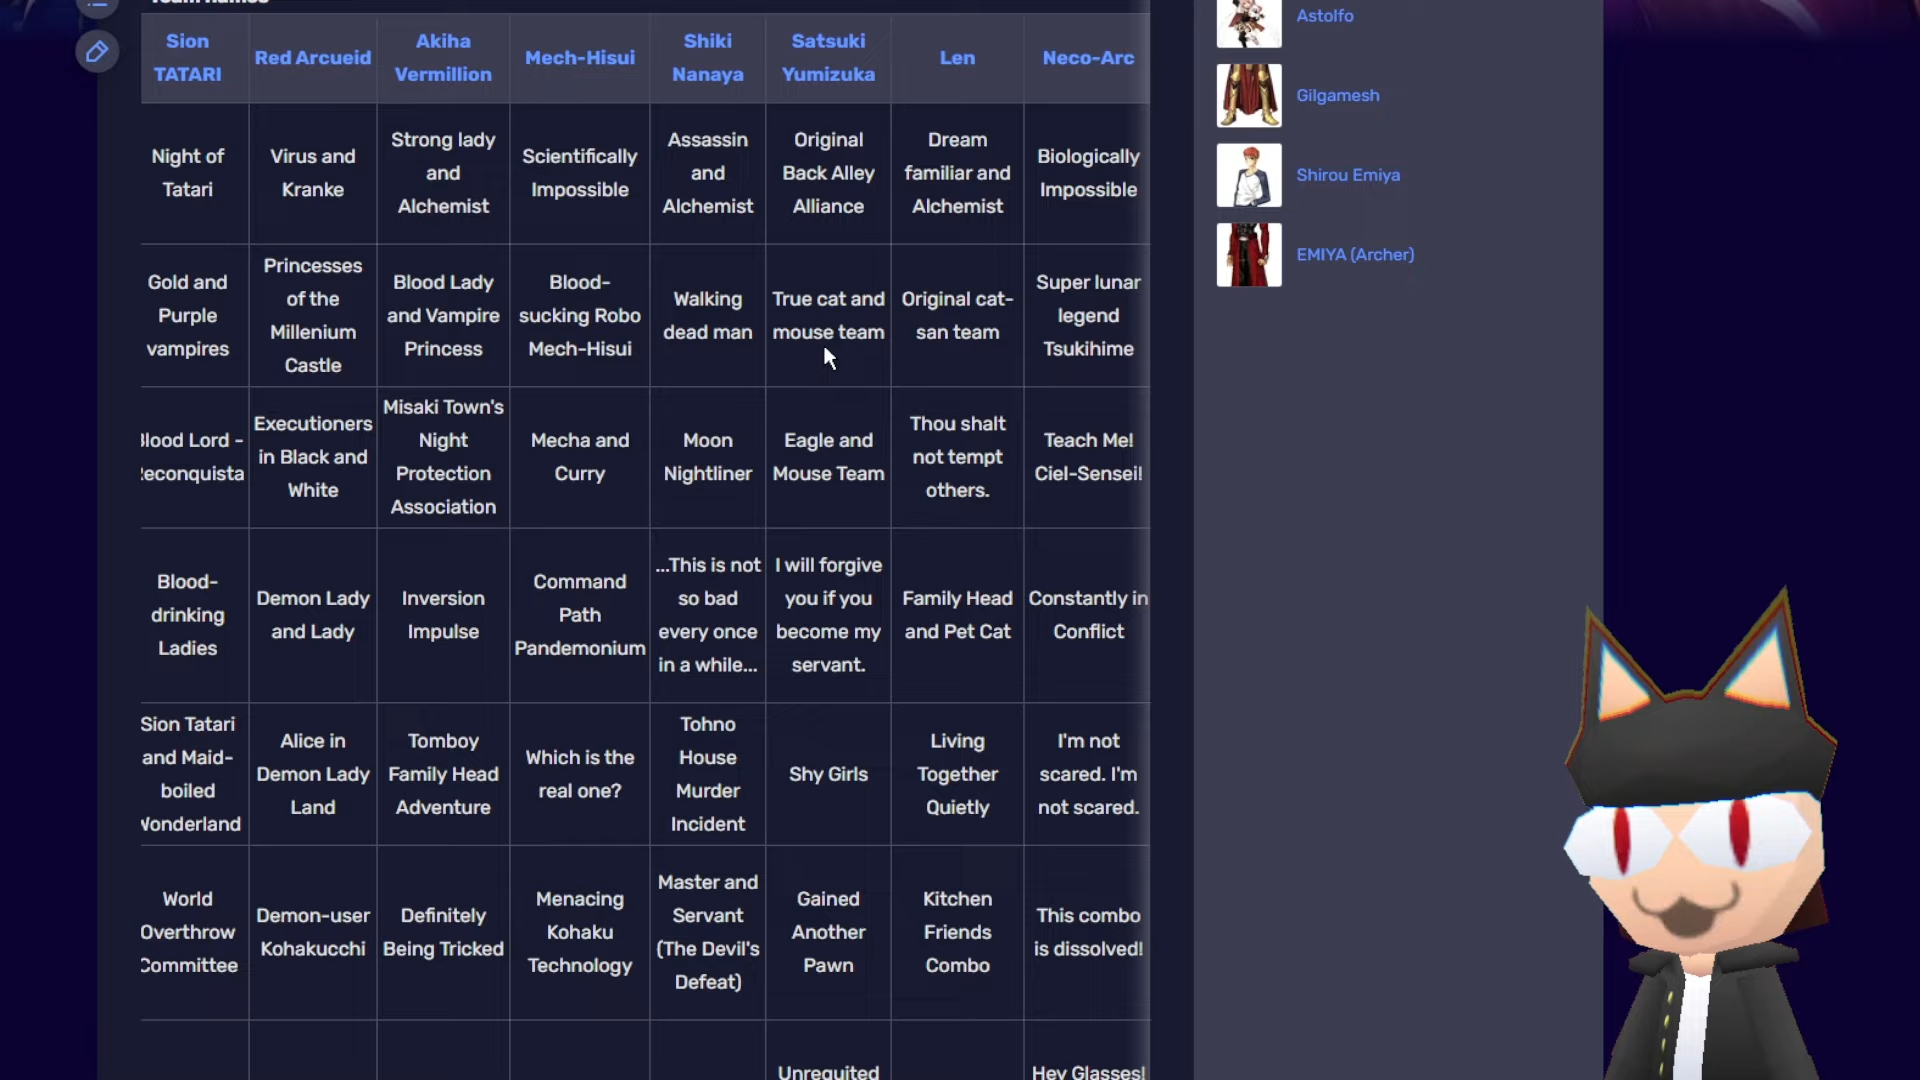 Team names
Sion
TATARI
Red Arcueid
Akiha
Vermillion
Mech-Hisui
Shiki
Nanaya
Satsuki
Yumizuka
Len
Neco-Arc
Night of
Tatari
Virus and
Kranke
Strong lady
and
Alchemist
Scientifically
Impossible
Assassin
and
Alchemist
Original
Back Alley
Alliance
Dream
familiar and
Alchemist
Biologically
Impossible
Gold and
Purple
vampires
Princesses
of the
Millenium
Castle
Blood Lady
and Vampire
Princess
Blood-
sucking Robo
Mech-Hisui
Walking
dead man
True cat and
mouse team
Original cat-
san team
Super lunar
legend
Tsukihime
Blood Lord -
Reconquista
Executioners
in Black and
White
Misaki Town's
Night
Protection
Association
Mecha and
Curry
Moon
Nightliner
Eagle and
Mouse Team
Thou shalt
not tempt
others.
Teach Me!
Ciel-Sensei!
Blood-
drinking
Ladies
Demon Lady
and Lady
Inversion
Impulse
Command
Path
Pandemonium
...This is not
so bad
every once
in a while...
I will forgive
you if you
become my
servant.
Family Head
and Pet Cat
Constantly in
Conflict
Sion Tatari
and Maid-
boiled
Wonderland
Alice in
Demon Lady
Land
Tomboy
Family Head
Adventure
Which is the
real one?
Tohno
House
Murder
Incident
Shy Girls
Living
Together
Quietly
I'm not
scared. I'm
not scared.
World
Overthrow
Committee
Demon-user
Kohakucchi
Definitely
Being Tricked
Menacing
Kohaku
Technology
Master and
Servant
(The Devil's
Defeat)
Gained
Another
Pawn
Kitchen
Friends
Combo
This combo
is dissolved!
Unrequited
Hey Glasses!
Astolfo
Gilgamesh
Shirou Emiya
EMIYA (Archer)